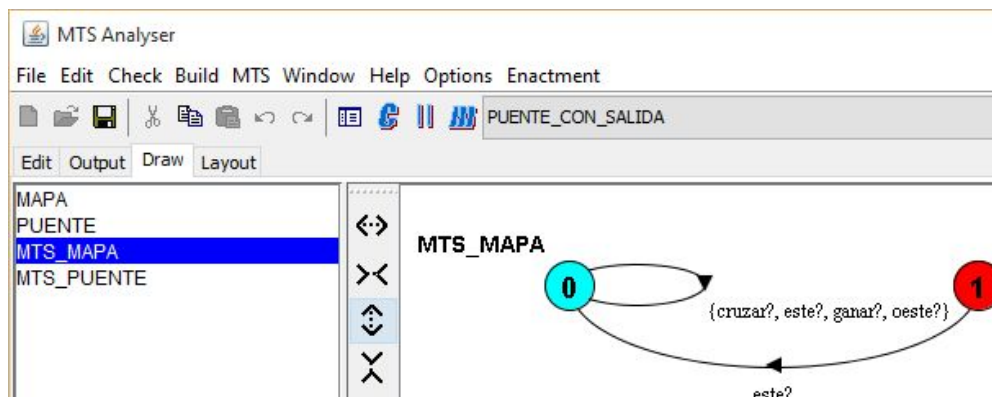 MTS Analyser
File Edit Check Build MTS Window Help Options Enactment
PUENTE_CON_SALIDA
Edit Output Draw Layout
MAPA
PUENTE
MTS_MAPA
MTS_PUENTE
MTS_MAPA
0
1
{cruzar?, este?, ganar?, oeste?}
este?